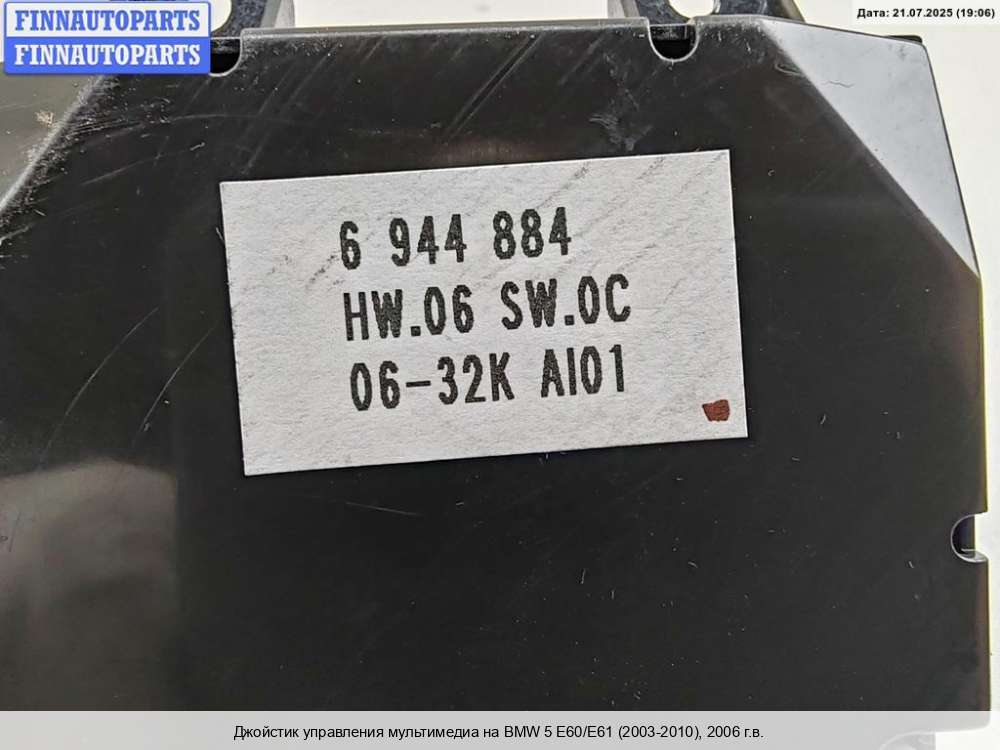 FINNAUTOPARTS
FINNAUTOPARTS
Дата: 21.07.2025 (19:06)
6 944 884
HW.06 SW.0C
06-32K AI01
Джойстик управления мультимедиа на BMW 5 E60/E61 (2003-2010), 2006 г.в.